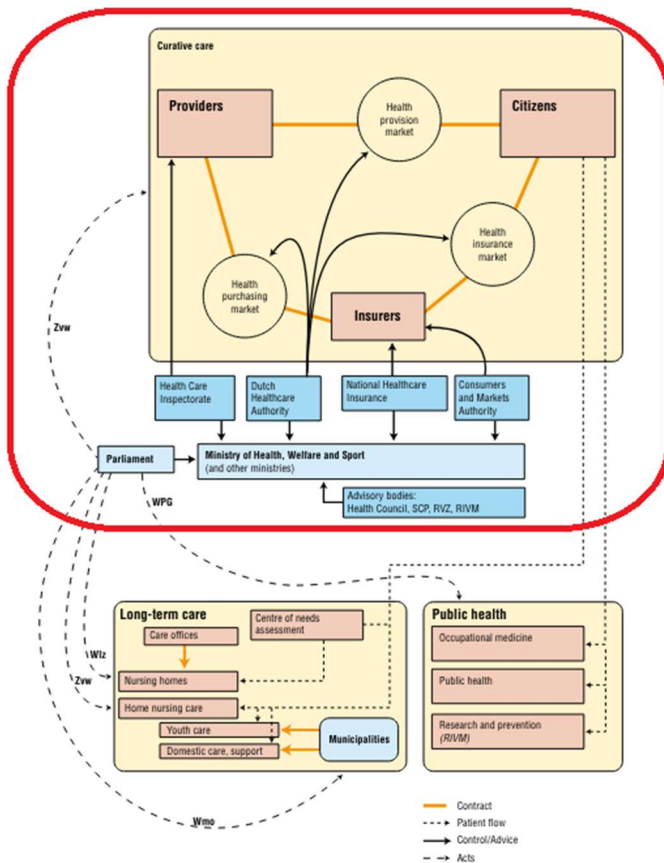 Curative care
Providers
Health
provision
market
Citizens
Health
insurance
market
Health
purchasing
market
Insurers
Zvw
Health Care
Inspectorate
Dutch
Healthcare
Authority
National Healthcare
Insurance
Consumers
and Markets
Authority
Parliament
Ministry of Health, Welfare and Sport
(and other ministries)
WPG
Advisory bodies:
Health Council, SCP, RVZ, RIVM
Long-term care
Care offices
Centre of needs
assessment
Wlz
Zvw
Nursing homes
Home nursing care
Youth care
Domestic care, support
Municipalities
Public health
Occupational medicine
Public health
Research and prevention
(RIVM)
Wmo
Contract
Patient flow
Control/Advice
Acts